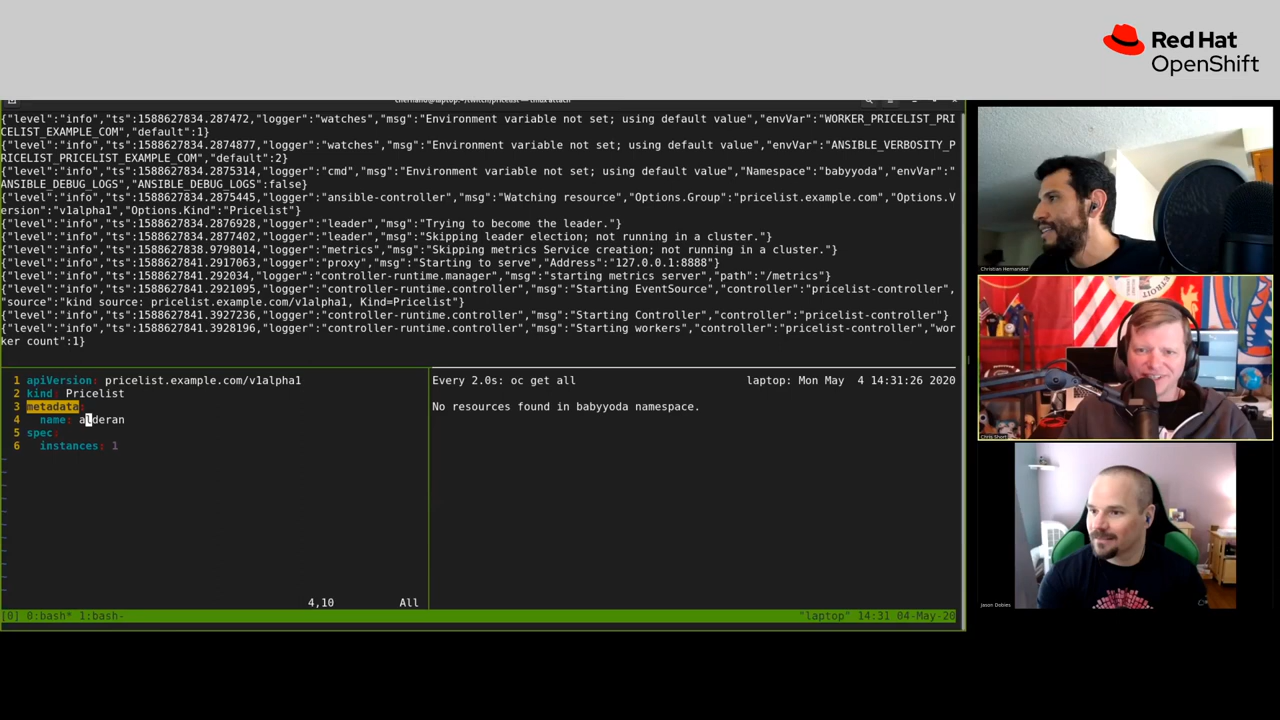 Red Hat
OpenShift
{"level":"info","ts":1588627834.287472,"logger":"watches","msg":"Environment variable not set; using default value","envVar":"WORKER_PRICELIST_PRI
CELIST_EXAMPLE_COM","default":1}
{"level":"info","ts":1588627834.2874877,"logger":"watches","msg":"Environment variable not set; using default value","envVar":"ANSIBLE_VERBOSITY_P
RICELIST_PRICELIST_EXAMPLE_COM","default":2}
{"level":"info","ts":1588627834.2875314,"logger":"cmd","msg":"Environment variable not set; using default value","Namespace":"babyyoda","envVar":"
ANSIBLE_DEBUG_LOGS","ANSIBLE_DEBUG_LOGS":false}
{"level":"info","ts":1588627834.2875445,"logger":"ansible-controller","msg":"Watching resource","Options.Group":"pricelist.example.com","Options.V
ersion":"v1alpha1","Options.Kind":"Pricelist"}
{"level":"info","ts":1588627834.2876928,"logger":"leader","msg":"Trying to become the leader."}
{"level":"info","ts":1588627834.2877402,"logger":"leader","msg":"Skipping leader election; not running in a cluster."}
{"level":"info","ts":1588627838.9798014,"logger":"metrics","msg":"Skipping metrics Service creation; not running in a cluster."}
{"level":"info","ts":1588627841.2917063,"logger":"proxy","msg":"Starting to serve","Address":"127.0.0.1:8888"}
{"level":"info","ts":1588627841.292034,"logger":"controller-runtime.manager","msg":"starting metrics server","path":"/metrics"}
{"level":"info","ts":1588627841.2921095,"logger":"controller-runtime.controller","msg":"Starting EventSource","controller":"pricelist-controller",
"source":"kind source: pricelist.example.com/v1alpha1, Kind=Pricelist"}
{"level":"info","ts":1588627841.3927236,"logger":"controller-runtime.controller","msg":"Starting Controller","controller":"pricelist-controller"}
{"level":"info","ts":1588627841.3928196,"logger":"controller-runtime.controller","msg":"Starting workers","controller":"pricelist-controller","wor
ker count":1}
1 apiVersion: pricelist.example.com/v1alpha1
2 kind: Pricelist
3 metadata:
4   name: alderan
5 spec:
6   instances: 1
4,10 All
Every 2.0s: oc get all laptop: Mon May  4 14:31:26 2020
No resources found in babyyoda namespace.
[0] 0:bash* 1:bash- "laptop" 14:31 04-May-20
Christian Hernandez
DETROIT
Chris Short
Jason Dobies